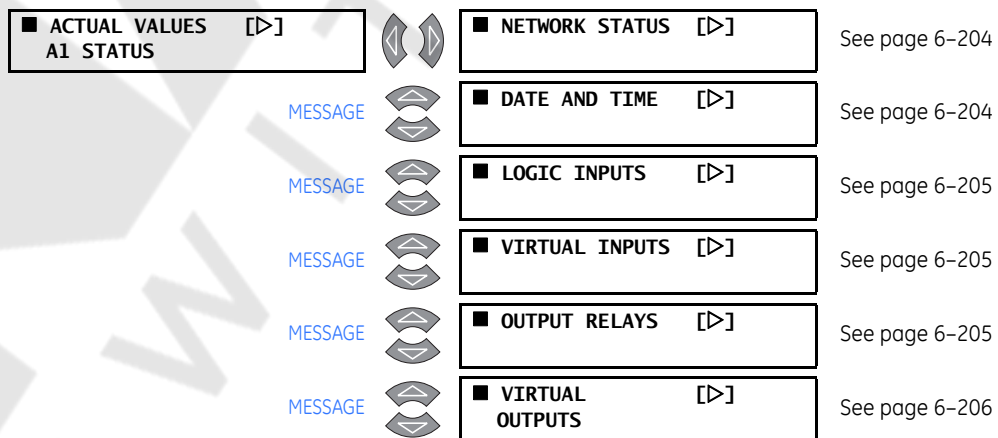 ■ ACTUAL VALUES [▷]
A1 STATUS
■ NETWORK STATUS [▷]
See page 6–204
MESSAGE
■ DATE AND TIME [▷]
See page 6–204
MESSAGE
■ LOGIC INPUTS [▷]
See page 6–205
MESSAGE
■ VIRTUAL INPUTS [▷]
See page 6–205
MESSAGE
■ OUTPUT RELAYS [▷]
See page 6–205
MESSAGE
■ VIRTUAL [▷]
OUTPUTS
See page 6–206